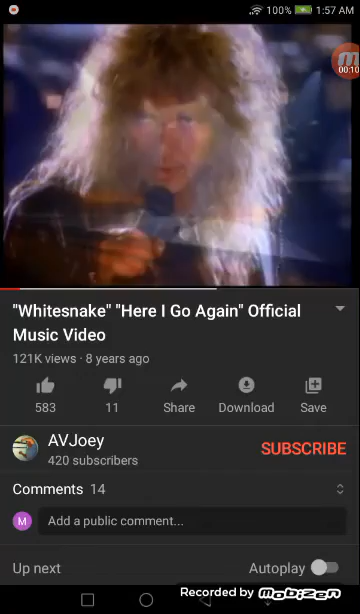 100% 1:57 AM
00:10
"Whitesnake" "Here I Go Again" Official
Music Video
121K views · 8 years ago
583 11 Share Download Save
AVJoey
420 subscribers
SUBSCRIBE
Comments 14
M
Add a public comment...
Up next
Autoplay
Recorded by Mobizen